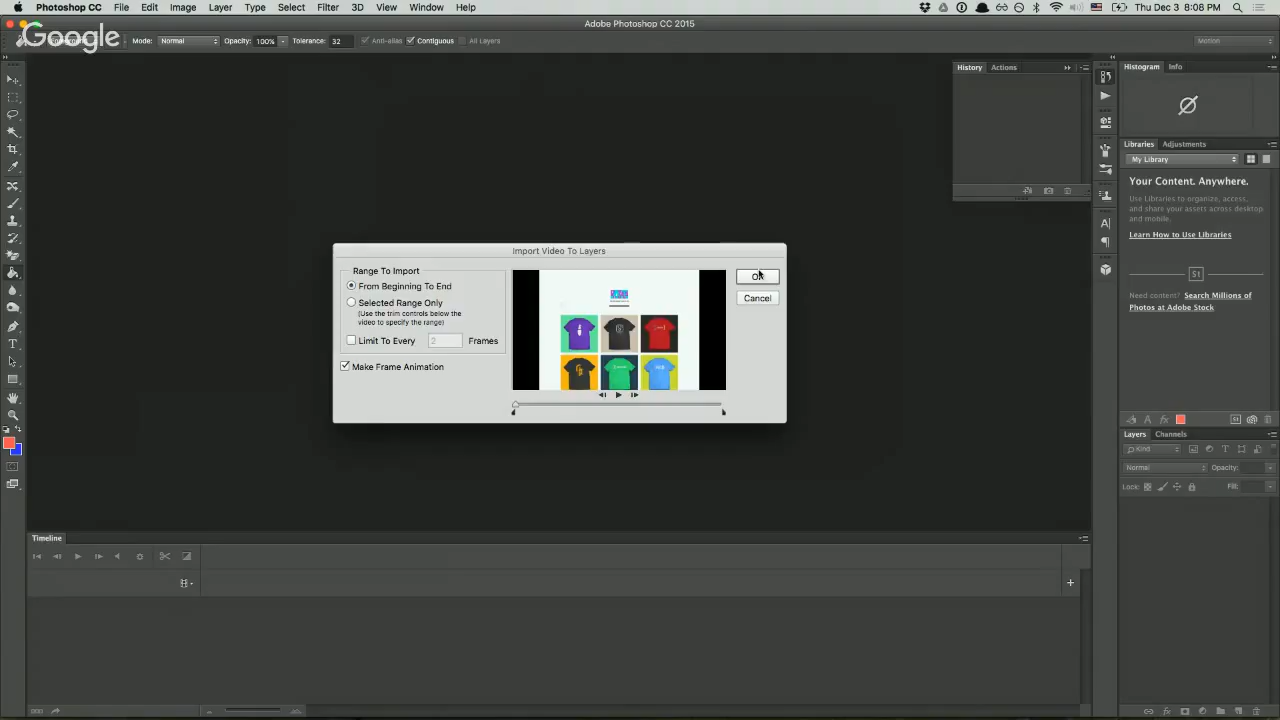 Photoshop CC File Edit Image Layer Type Select Filter 3D View Window Help
Thu Dec 3 8:08 PM
Adobe Photoshop CC 2015
Google
Mode: Normal Opacity: 100% Tolerance: 32 Anti-alias Contiguous All Layers
Motion
History Actions
Histogram Info
Libraries Adjustments
My Library
Your Content. Anywhere.
Use Libraries to organize, access,
and share your assets across desktop
and mobile.
Learn How to Use Libraries
St
Need content? Search Millions of
Photos at Adobe Stock
Import Video To Layers
Range To Import
From Beginning To End
Selected Range Only
(Use the trim controls below the
video to specify the range)
Limit To Every 2 Frames
Make Frame Animation
OK
Cancel
Layers Channels
Kind
Normal Opacity:
Lock: Fill:
Timeline